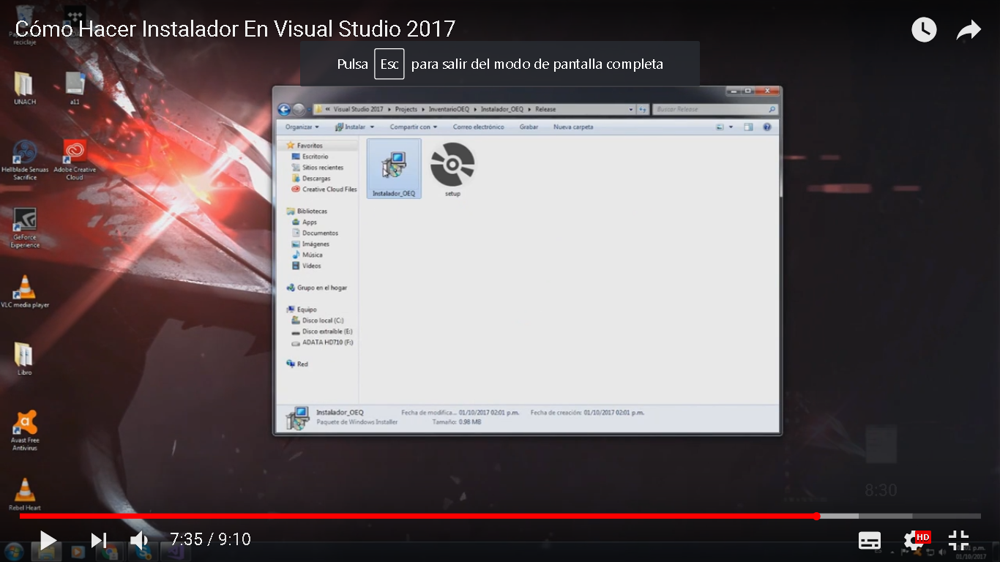 Cómo Hacer Instalador En Visual Studio 2017
Pulsa Esc para salir del modo de pantalla completa
reciclaje
UNACH
a11
Hellblade Senuas Sacrifice
Adobe Creative Cloud
GeForce Experience
VLC media player
Libro
Avast Free Antivirus
Rebel Heart
« Visual Studio 2017 Projects InventarioOEQ Instalador_OEQ Release
Buscar Release
Organizar Instalar Compartir con Correo electrónico Grabar Nueva carpeta
Favoritos
Escritorio
Sitios recientes
Descargas
Creative Cloud Files
Bibliotecas
Apps
Documentos
Imágenes
Música
Vídeos
Grupo en el hogar
Equipo
Disco local (C:)
Disco extraíble (E:)
ADATA HD710 (F:)
Red
Instalador_OEQ
setup
Instalador_OEQ Fecha de modifica... 01/10/2017 02:01 p.m. Fecha de creación: 01/10/2017 02:01 p.m.
Paquete de Windows Installer Tamaño: 0.98 MB
8:30
7:35 / 9:10
HD
01/10/2017